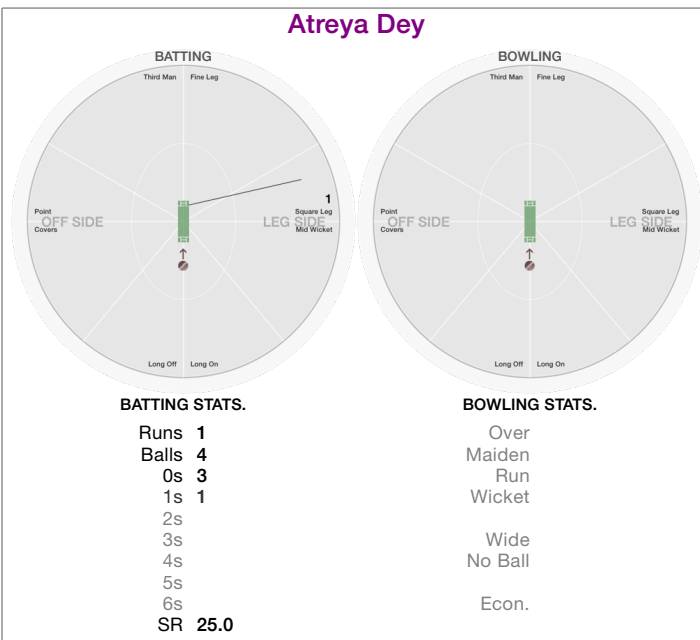 Atreya Dey
BATTING
Third Man Fine Leg
1
Point
Square Leg
OFF SIDE LEG SIDE
Covers
Mid Wicket
Long Off Long On
BOWLING
Third Man Fine Leg
Point
Square Leg
OFF SIDE LEG SIDE
Covers
Mid Wicket
Long Off Long On
BATTING STATS.
Runs 1
Balls 4
0s 3
1s 1
2s
3s
4s
5s
6s
SR 25.0
BOWLING STATS.
Over
Maiden
Run
Wicket
Wide
No Ball
Econ.